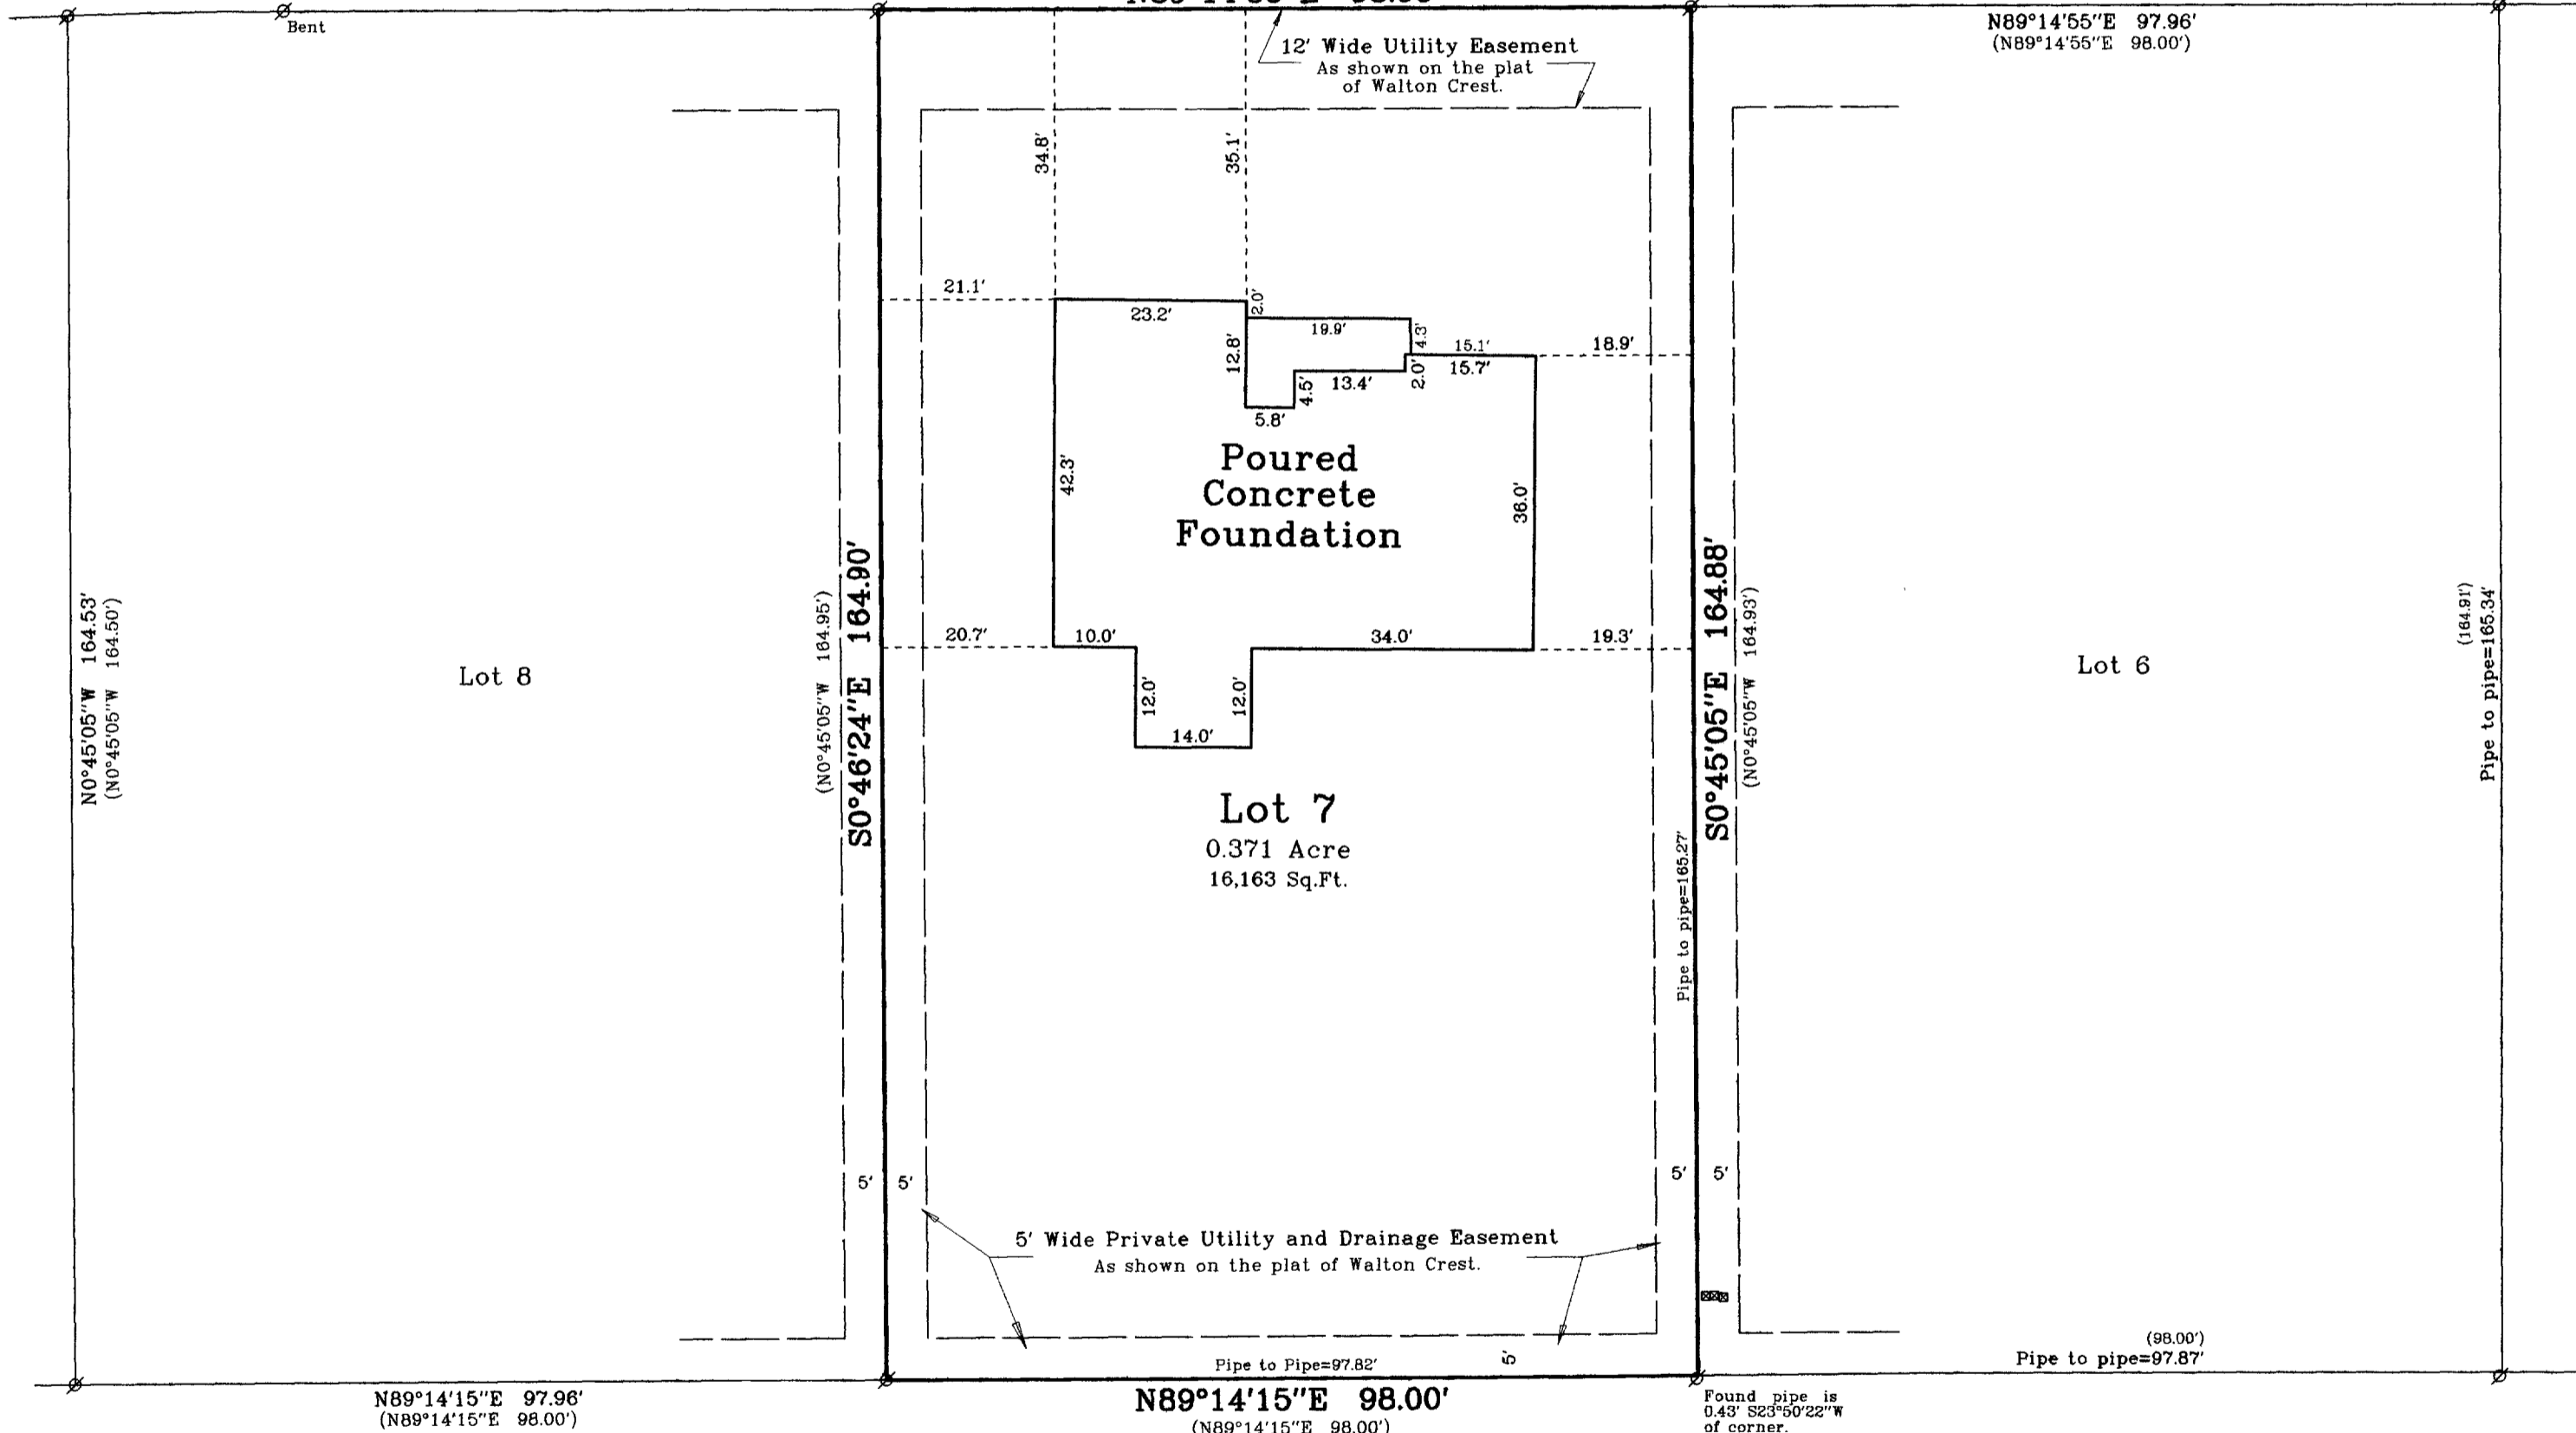 Bent
N89°14'55"E 97.96'
(N89°14'55"E 98.00')
12' Wide Utility Easement
As shown on the plat
of Walton Crest.
34.8'
35.1'
21.1'
23.2'
2.0'
19.9'
4.3'
12.8'
15.1'
15.7'
18.9'
2.0'
13.4'
4.5'
5.8'
Poured
Concrete
Foundation
42.3'
36.0'
20.7'
10.0'
34.0'
19.3'
12.0'
12.0'
14.0'
N0°45'05"W 164.53'
(N0°45'05"W 164.50')
Lot 8
(N0°45'05"W 164.95')
S0°46'24"E 164.90'
Lot 7
0.371 Acre
16,163 Sq.Ft.
Pipe to pipe=165.27'
S0°45'05"E 164.88'
(N0°45'05"W 164.93')
Lot 6
(164.91')
Pipe to pipe=165.34'
5'
5'
5'
5'
5' Wide Private Utility and Drainage Easement
As shown on the plat of Walton Crest.
Pipe to Pipe=97.82'
5'
(98.00')
Pipe to pipe=97.87'
N89°14'15"E 97.96'
(N89°14'15"E 98.00')
N89°14'15"E 98.00'
(N89°14'15"E 98.00')
Found pipe is
0.43' S23°50'22"W
of corner.